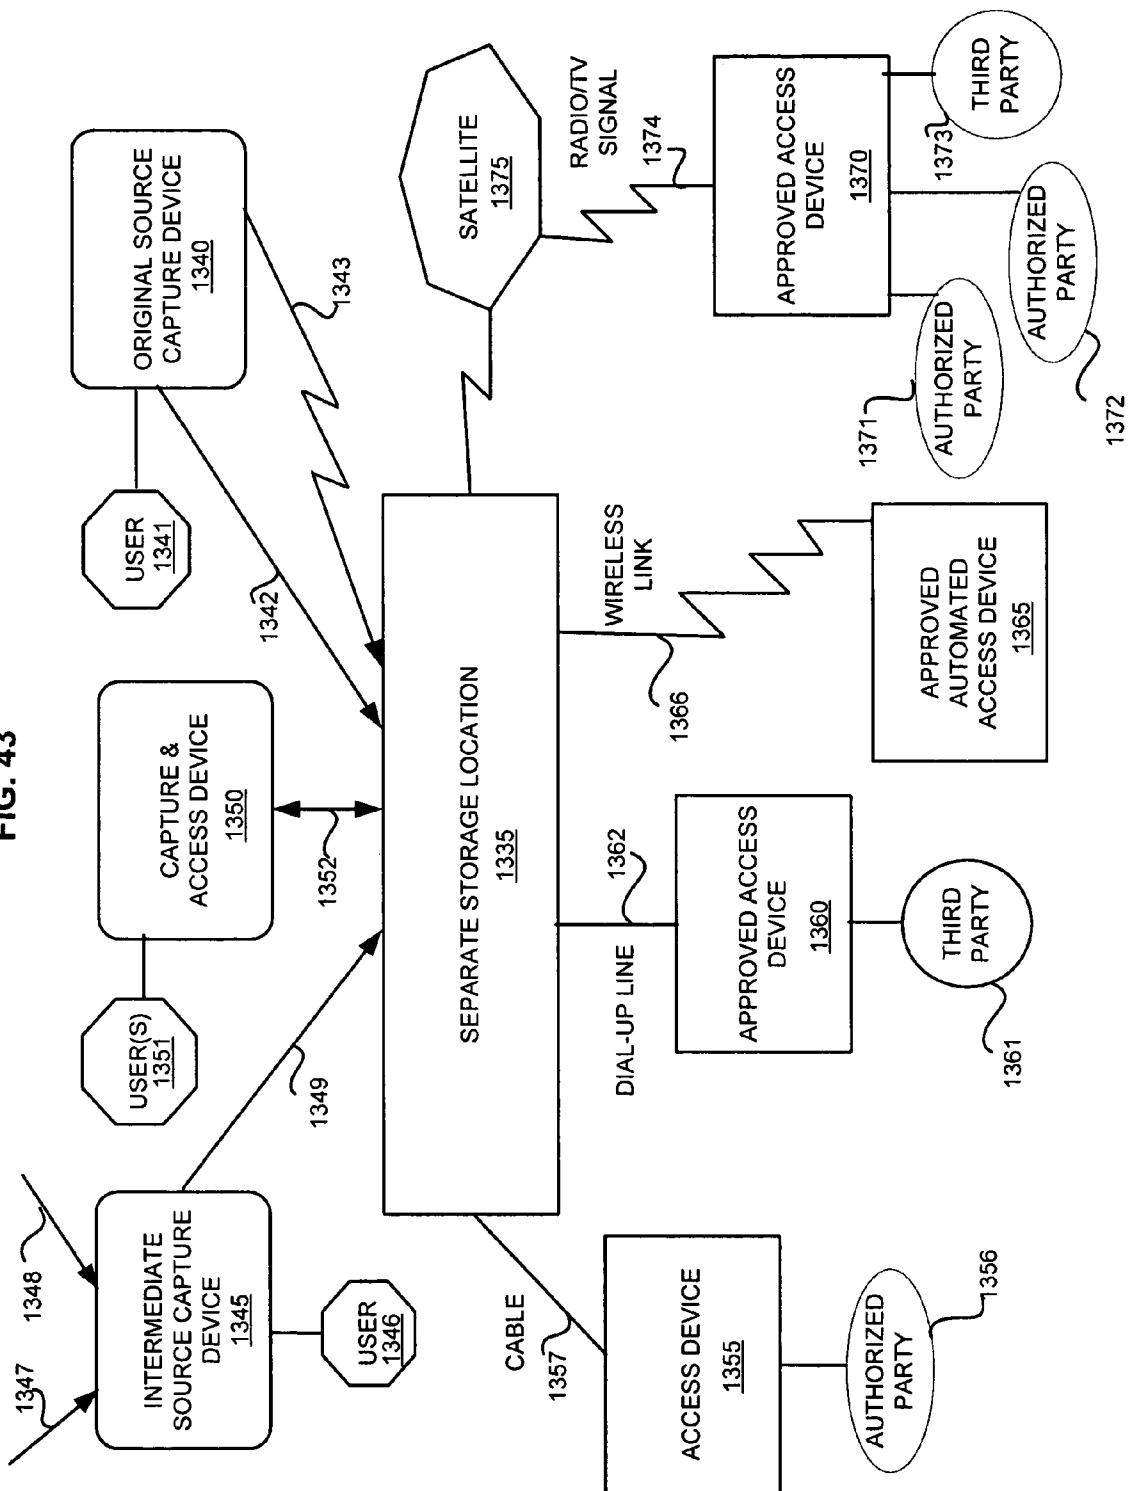 FIG. 43
1347
1348
INTERMEDIATE
SOURCE CAPTURE
DEVICE
1345
USER
1346
1349
USER(S)
1351
CAPTURE &
ACCESS DEVICE
1350
1352
USER
1341
ORIGINAL SOURCE
CAPTURE DEVICE
1340
1342
1343
SEPARATE STORAGE LOCATION
1335
CABLE
1357
ACCESS DEVICE
1355
AUTHORIZED
PARTY
1356
DIAL-UP LINE
1362
APPROVED ACCESS
DEVICE
1360
THIRD
PARTY
1361
WIRELESS
LINK
1366
APPROVED
AUTOMATED
ACCESS DEVICE
1365
SATELLITE
1375
RADIO/TV
SIGNAL
1374
APPROVED ACCESS
DEVICE
1370
1371
AUTHORIZED
PARTY
AUTHORIZED
PARTY
1372
1373
THIRD
PARTY